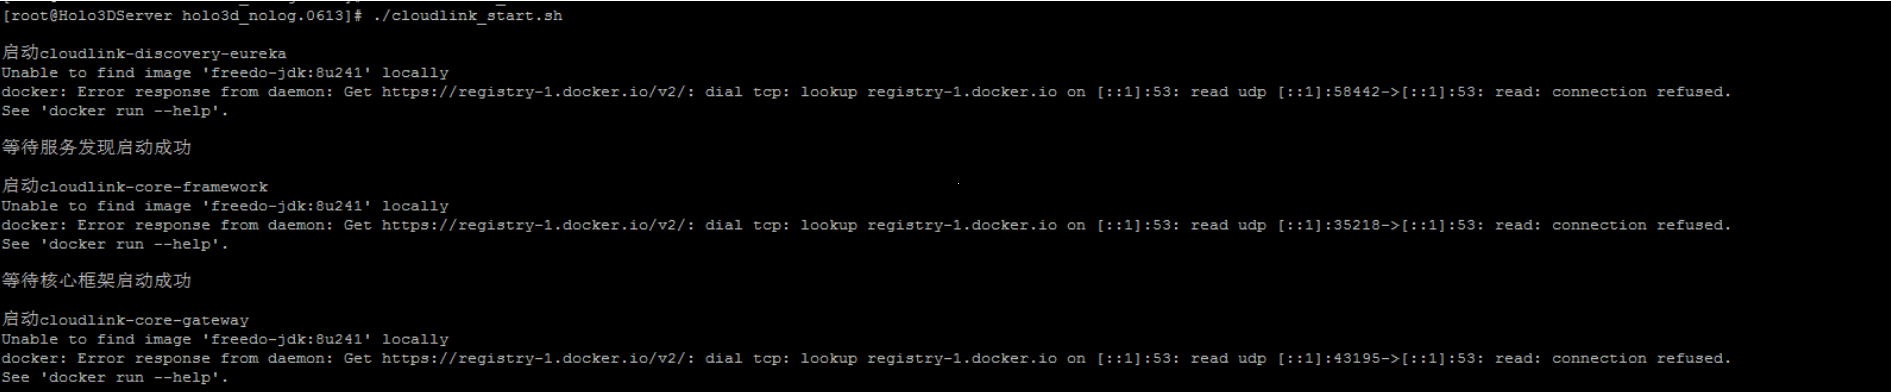 [root@Holo3DServer holo3d_nolog.0613]# ./cloudlink_start.sh
启动cloudlink-discovery-eureka
Unable to find image 'freedo-jdk:8u241' locally
docker: Error response from daemon: Get https://registry-1.docker.io/v2/: dial tcp: lookup registry-1.docker.io on [::1]:53: read udp [::1]:58442->[::1]:53: read: connection refused.
See 'docker run --help'.
等待服务发现启动成功
启动cloudlink-core-framework
Unable to find image 'freedo-jdk:8u241' locally
docker: Error response from daemon: Get https://registry-1.docker.io/v2/: dial tcp: lookup registry-1.docker.io on [::1]:53: read udp [::1]:35218->[::1]:53: read: connection refused.
See 'docker run --help'.
等待核心框架启动成功
启动cloudlink-core-gateway
Unable to find image 'freedo-jdk:8u241' locally
docker: Error response from daemon: Get https://registry-1.docker.io/v2/: dial tcp: lookup registry-1.docker.io on [::1]:53: read udp [::1]:43195->[::1]:53: read: connection refused.
See 'docker run --help'.